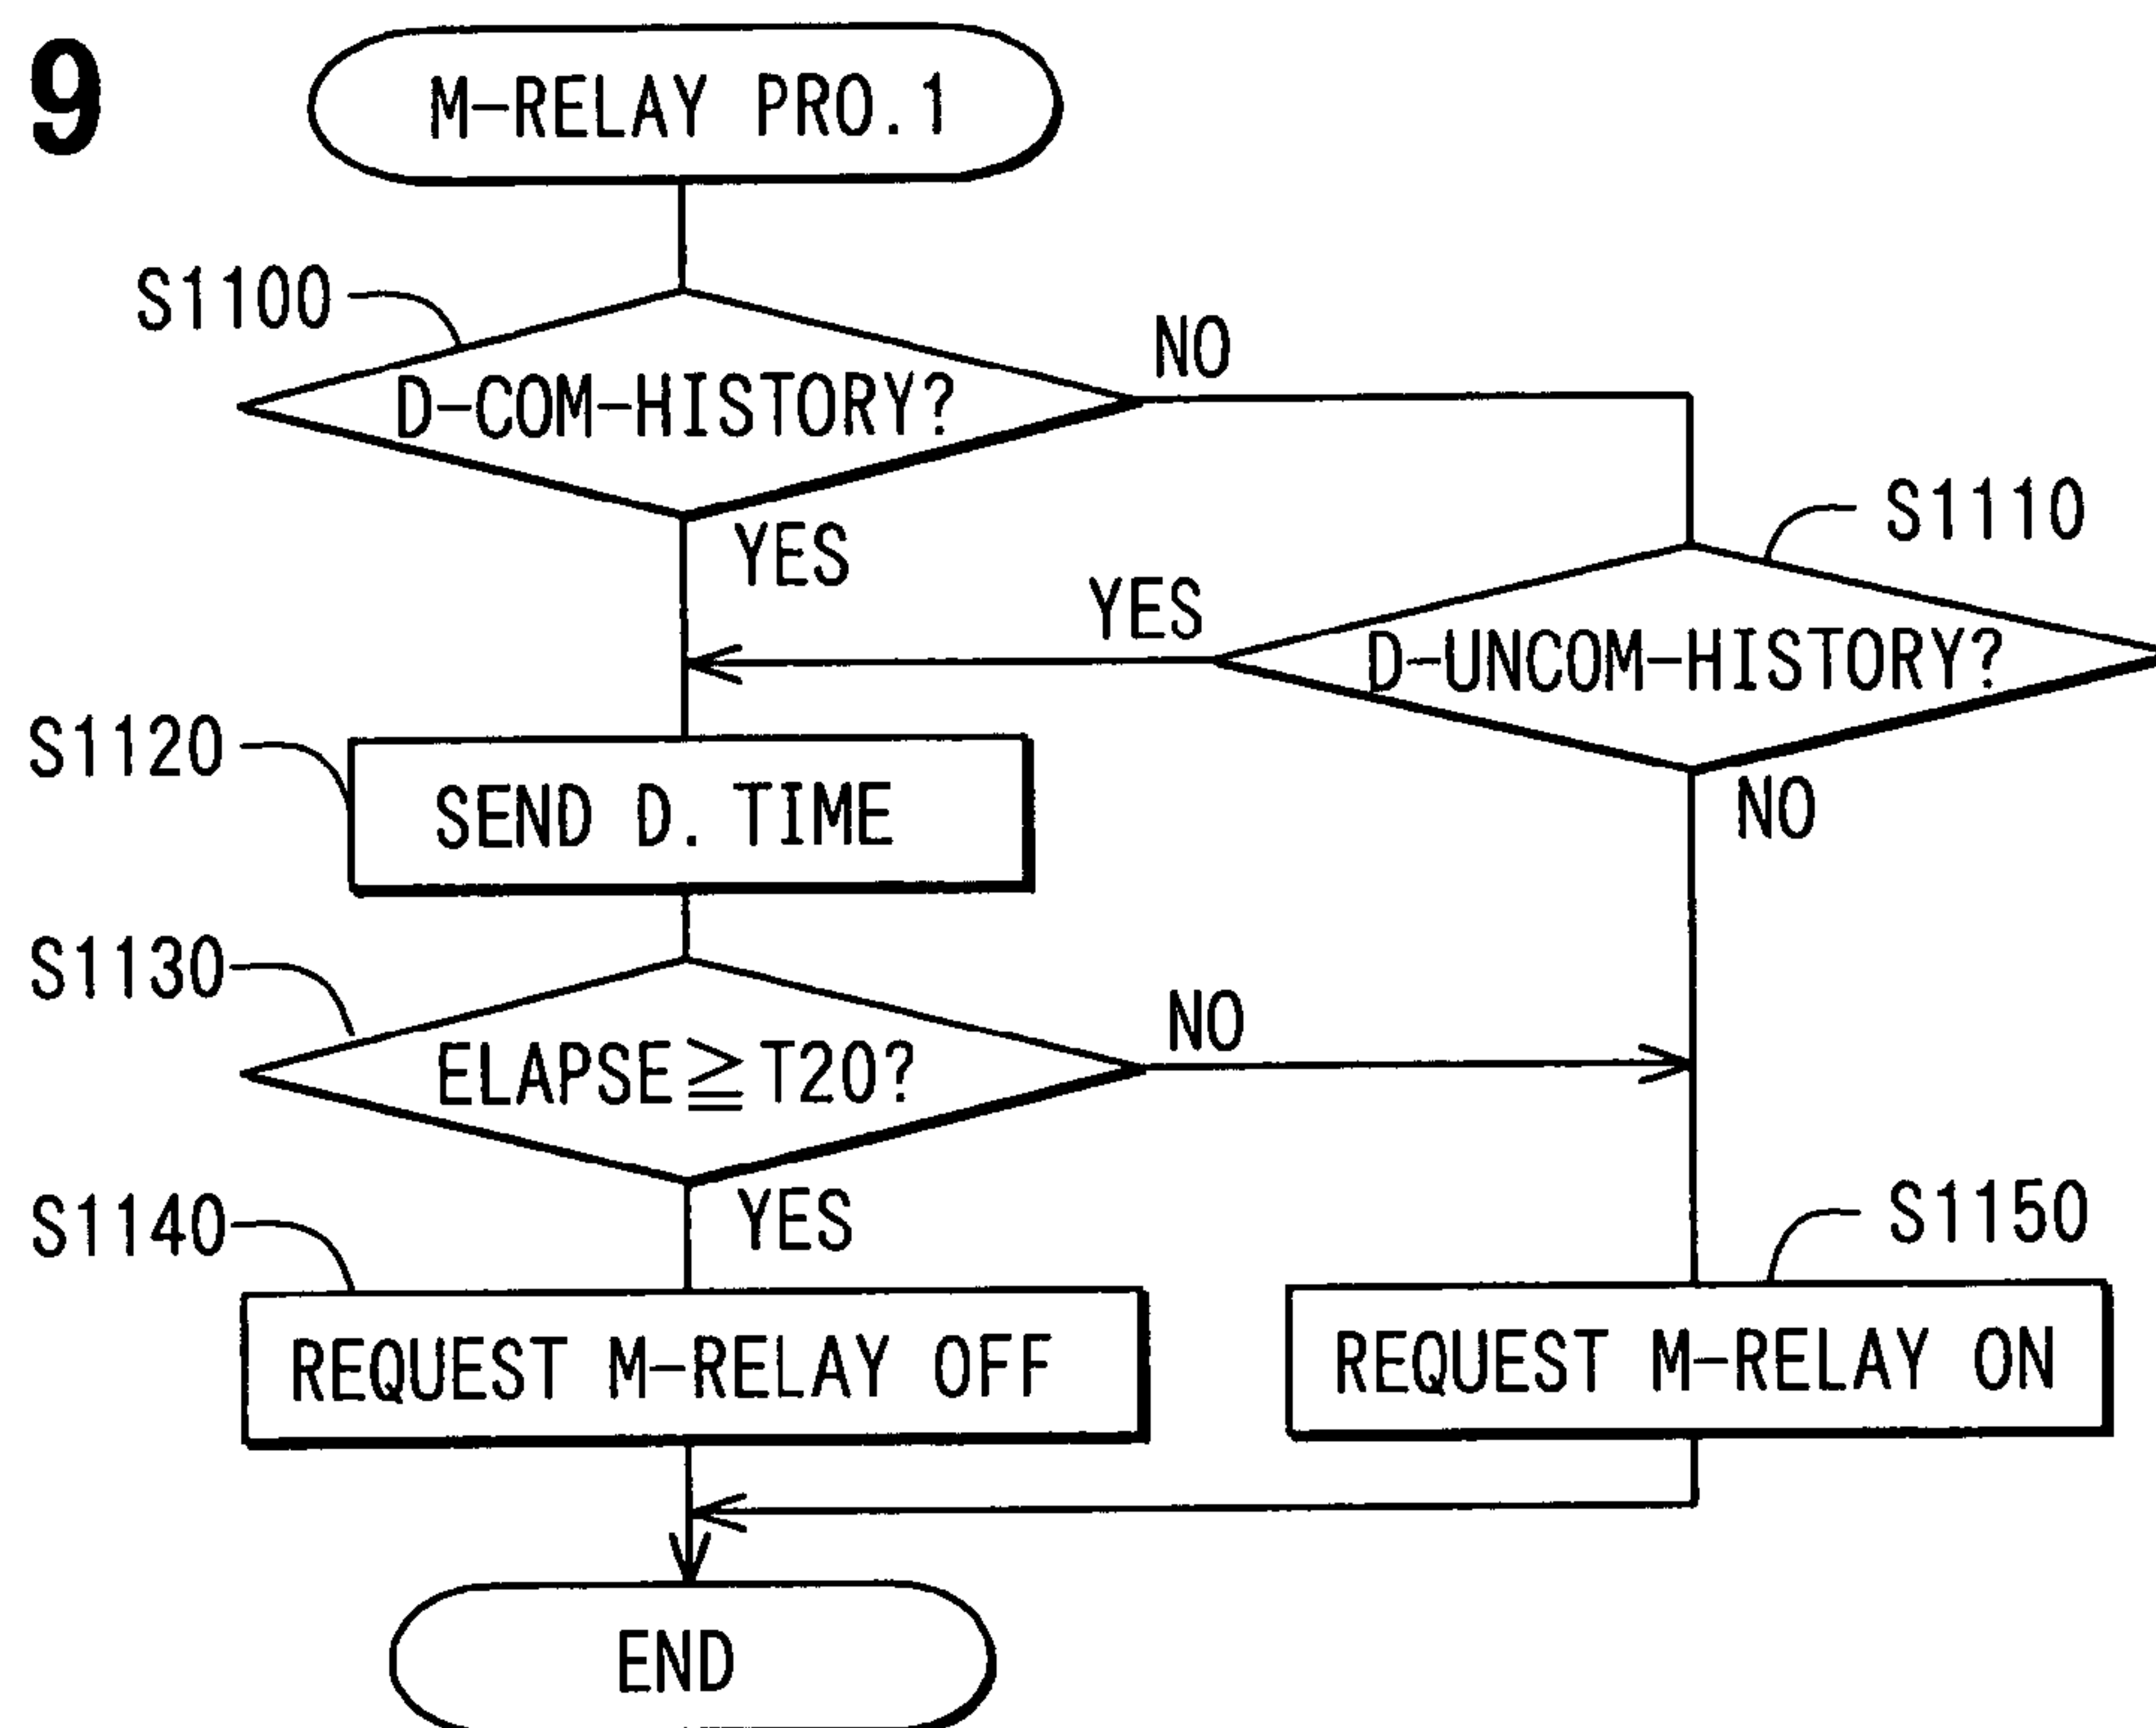 9
M-RELAY PRO.1
S1100
D-COM-HISTORY?
NO
YES
S1110
D-UNCOM-HISTORY?
YES
NO
S1120
SEND D. TIME
S1130
ELAPSE≧T20?
NO
YES
S1140
REQUEST M-RELAY OFF
S1150
REQUEST M-RELAY ON
END